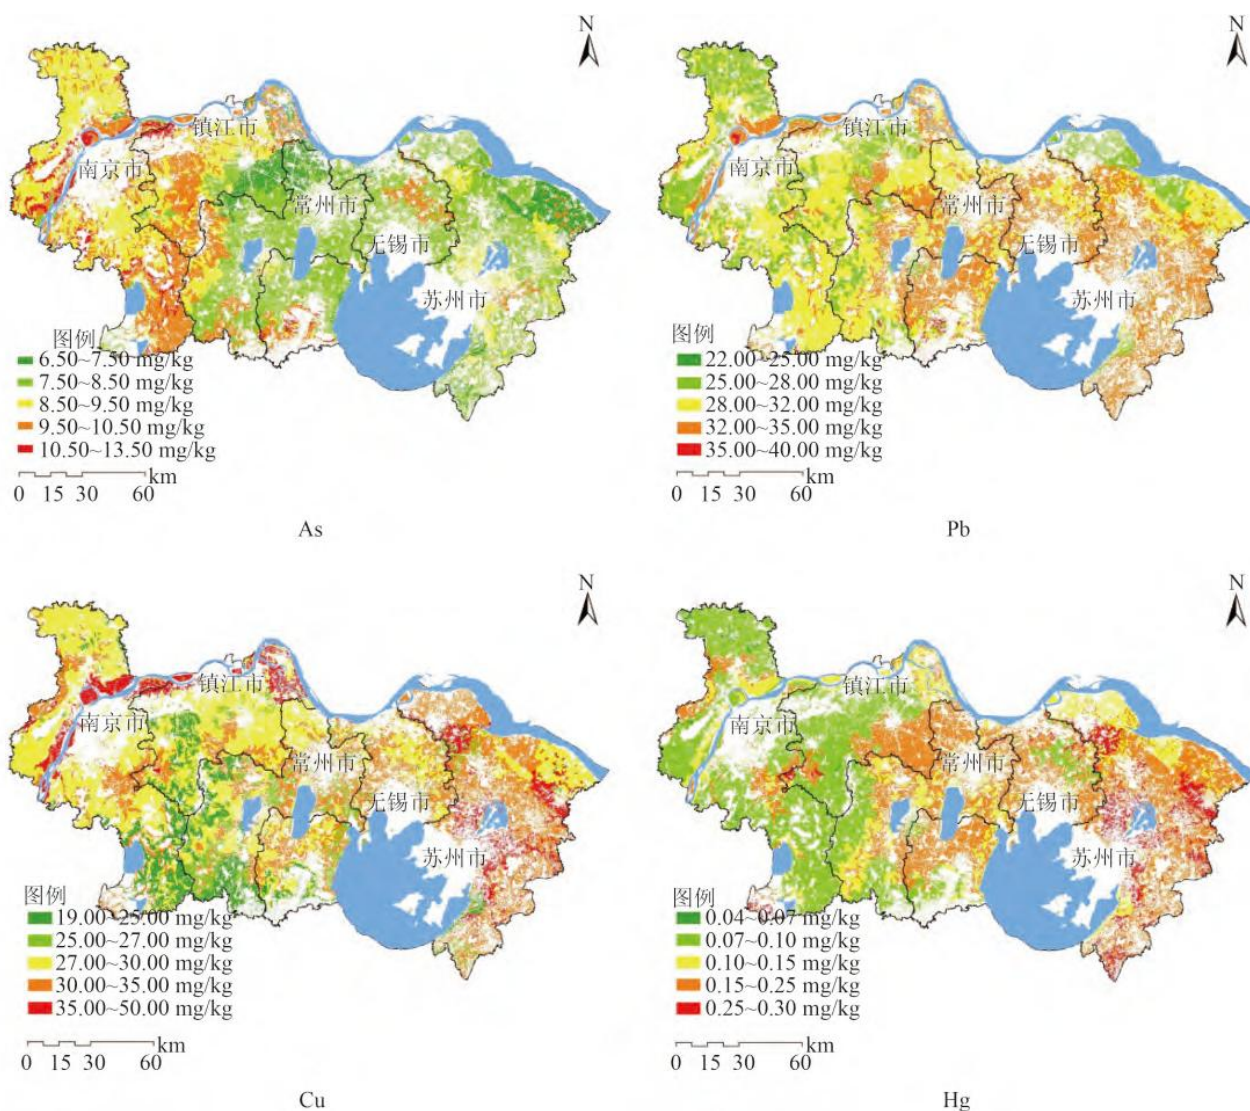 N
镇江市
南京市
常州市
无锡市
苏州市
图例
6.50~7.50 mg/kg
7.50~8.50 mg/kg
8.50~9.50 mg/kg
9.50~10.50 mg/kg
10.50~13.50 mg/kg
km
0 15 30 60
As
N
镇江市
南京市
常州市
无锡市
苏州市
图例
22.00~25.00 mg/kg
25.00~28.00 mg/kg
28.00~32.00 mg/kg
32.00~35.00 mg/kg
35.00~40.00 mg/kg
km
0 15 30 60
Pb
N
镇江市
南京市
常州市
无锡市
苏州市
图例
19.00~25.00 mg/kg
25.00~27.00 mg/kg
27.00~30.00 mg/kg
30.00~35.00 mg/kg
35.00~50.00 mg/kg
km
0 15 30 60
Cu
N
镇江市
南京市
常州市
无锡市
苏州市
图例
0.04~0.07 mg/kg
0.07~0.10 mg/kg
0.10~0.15 mg/kg
0.15~0.25 mg/kg
0.25~0.30 mg/kg
km
0 15 30 60
Hg